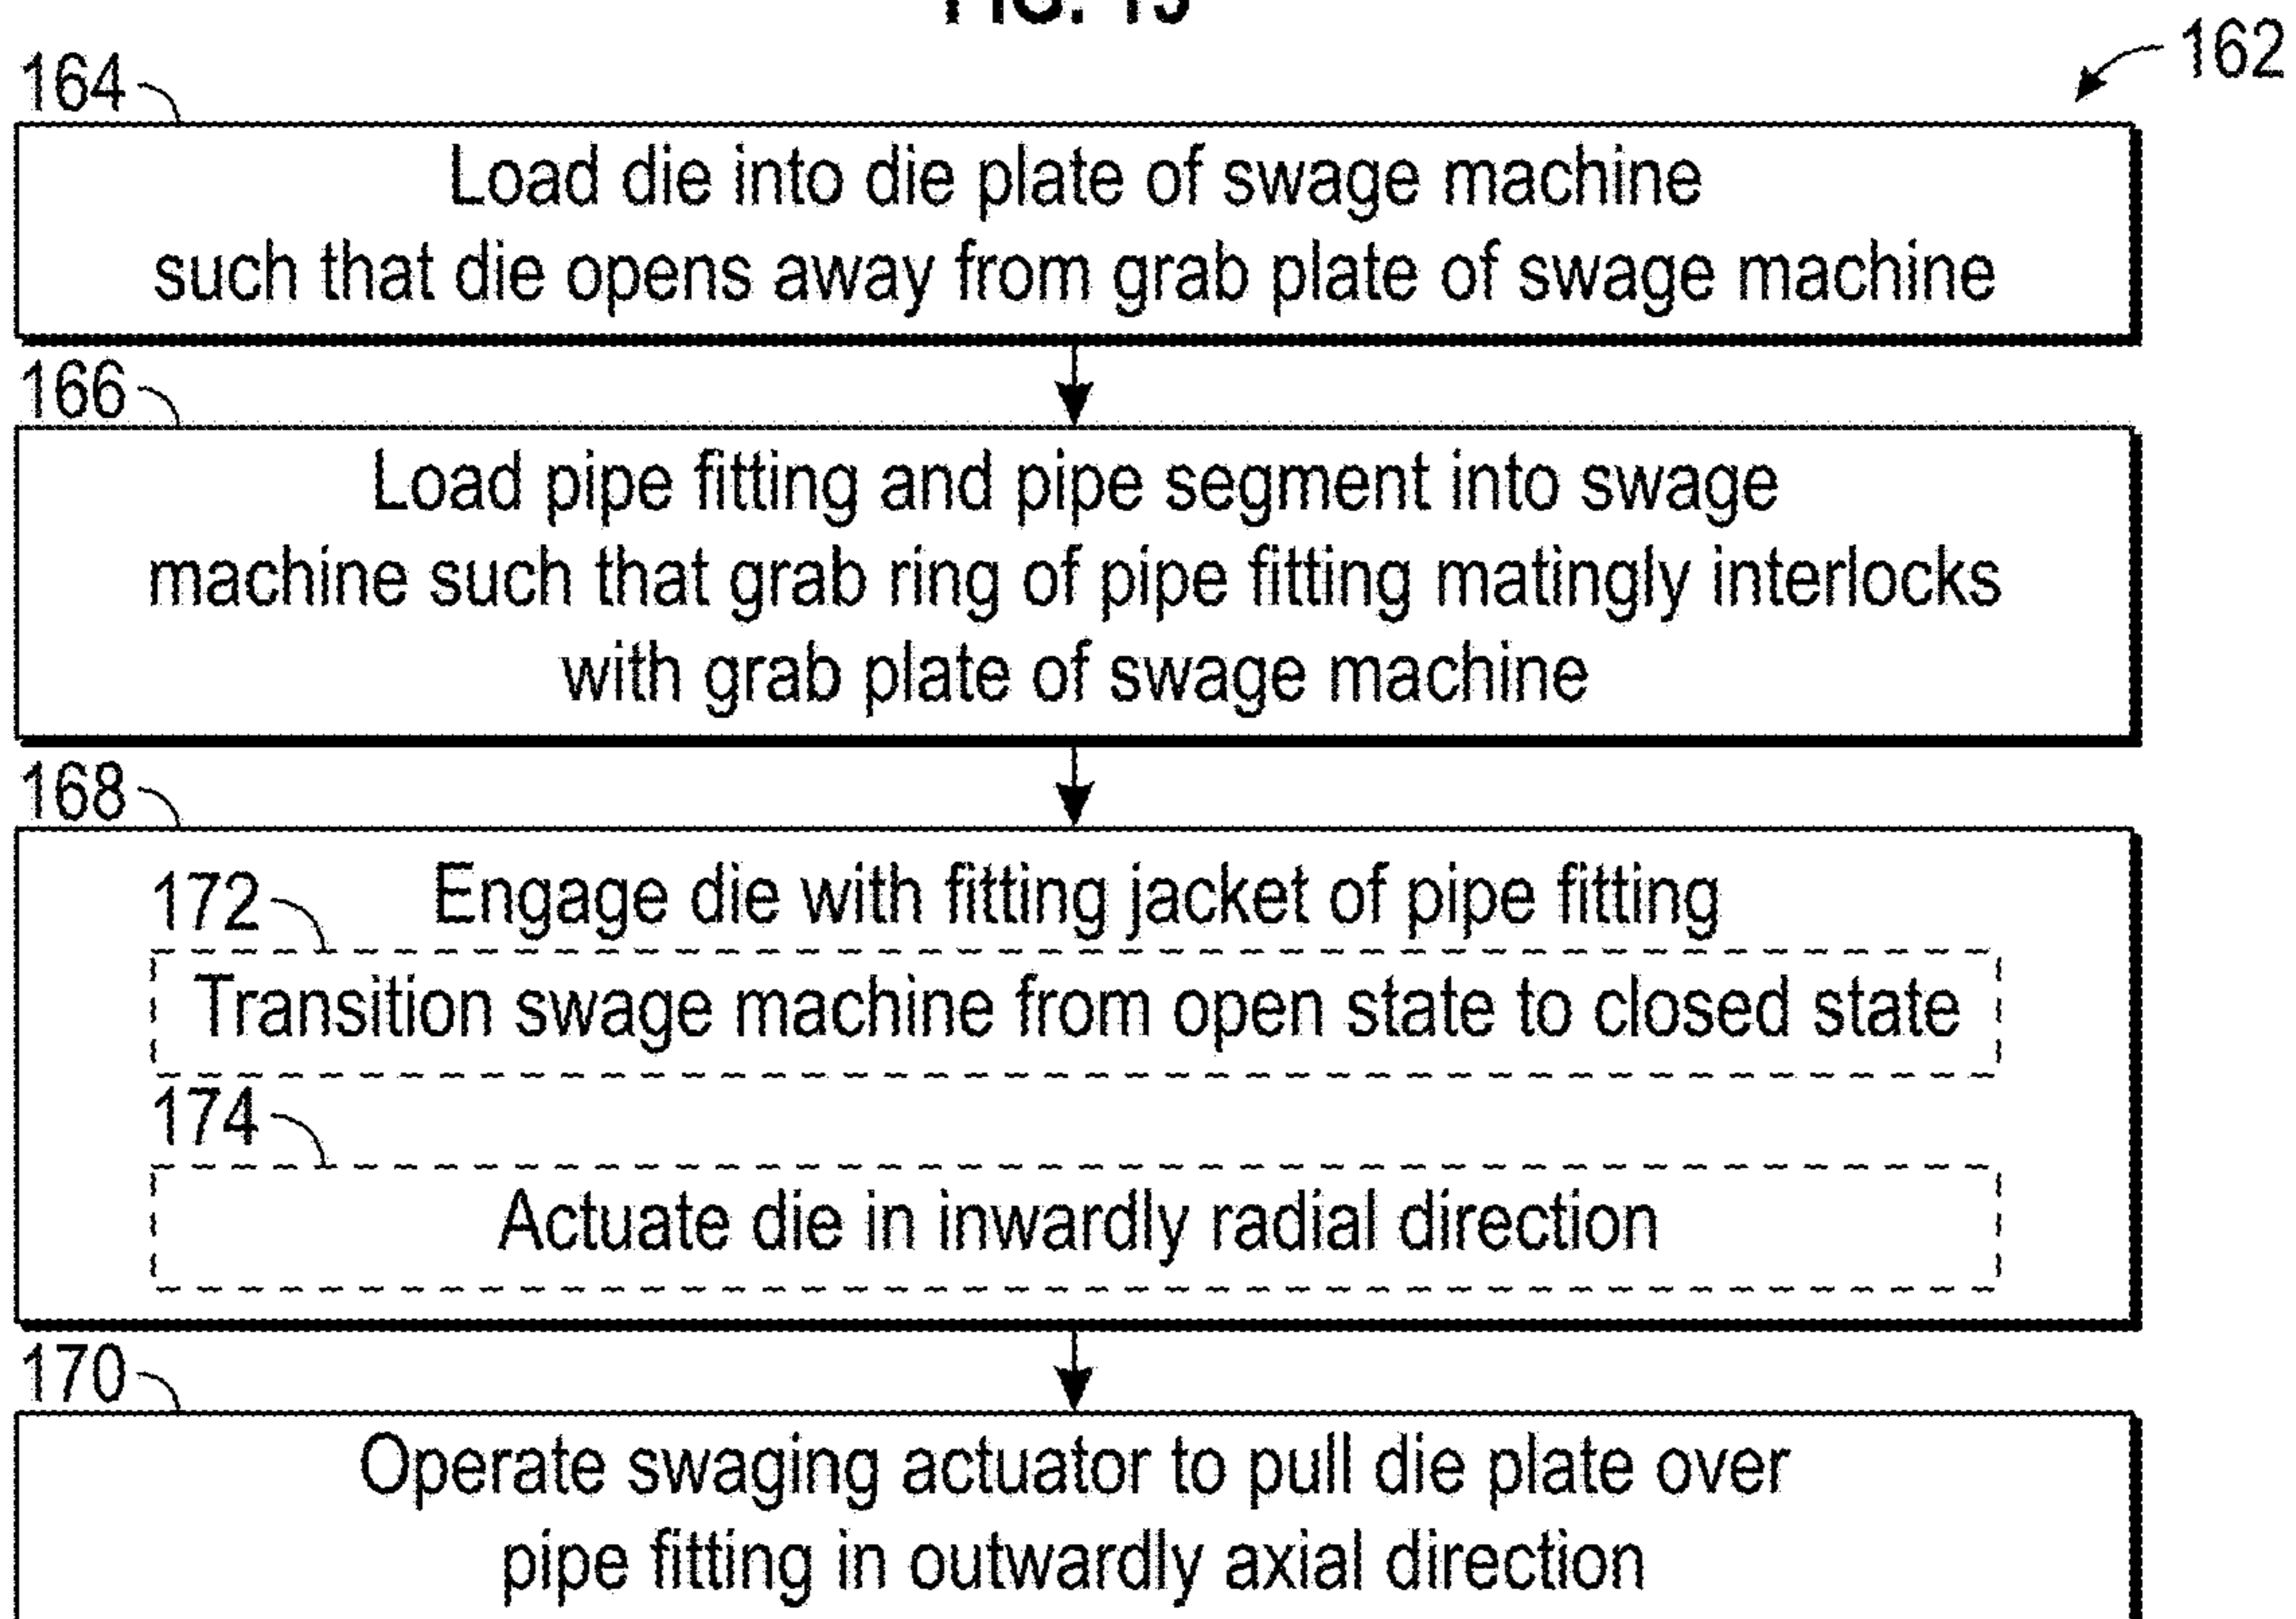 162
164
Load die into die plate of swage machine
such that die opens away from grab plate of swage machine
166
Load pipe fitting and pipe segment into swage
machine such that grab ring of pipe fitting matingly interlocks
with grab plate of swage machine
168
Engage die with fitting jacket of pipe fitting
172
Transition swage machine from open state to closed state
174
Actuate die in inwardly radial direction
170
Operate swaging actuator to pull die plate over
pipe fitting in outwardly axial direction